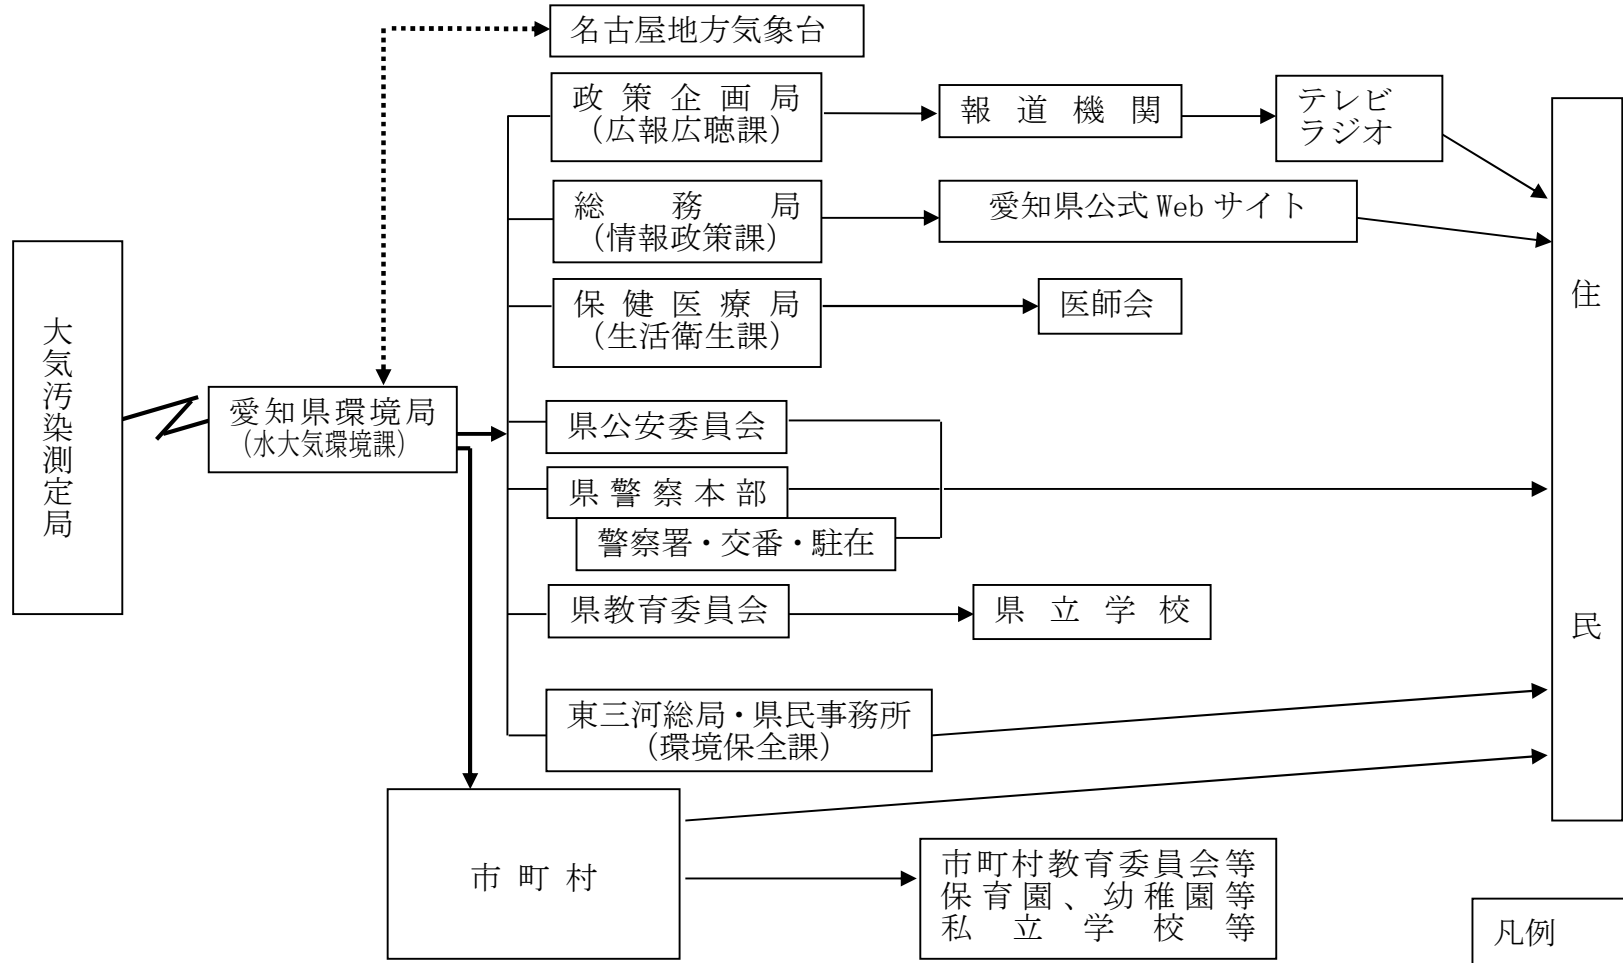 名古屋地方気象台
政策企画局
（広報広聴課）
報道機関
テレビ
ラジオ
総務局
（情報政策課）
愛知県公式 Web サイト
保健医療局
（生活衛生課）
医師会
住民
大気汚染測定局
愛知県環境局
（水大気環境課）
県公安委員会
県警察本部
警察署・交番・駐在
県教育委員会
県立学校
東三河総局・県民事務所
（環境保全課）
市町村
市町村教育委員会等
保育園、幼稚園等
私立学校等
凡例